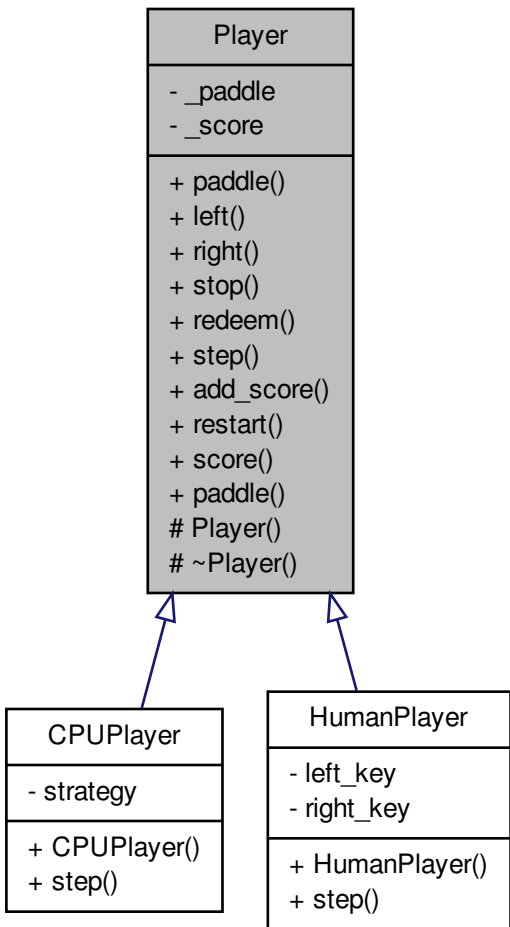 Player
- _paddle
- _score
+ paddle()
+ left()
+ right()
+ stop()
+ redeem()
+ step()
+ add_score()
+ restart()
+ score()
+ paddle()
# Player()
# ~Player()
CPUPlayer
- strategy
+ CPUPlayer()
+ step()
HumanPlayer
- left_key
- right_key
+ HumanPlayer()
+ step()